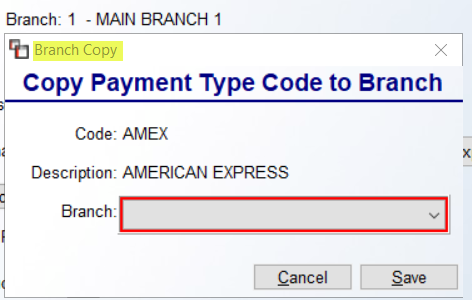 Branch: 1 - MAIN BRANCH 1
Branch Copy
Copy Payment Type Code to Branch
Code: AMEX
Description: AMERICAN EXPRESS
Branch:
Cancel Save